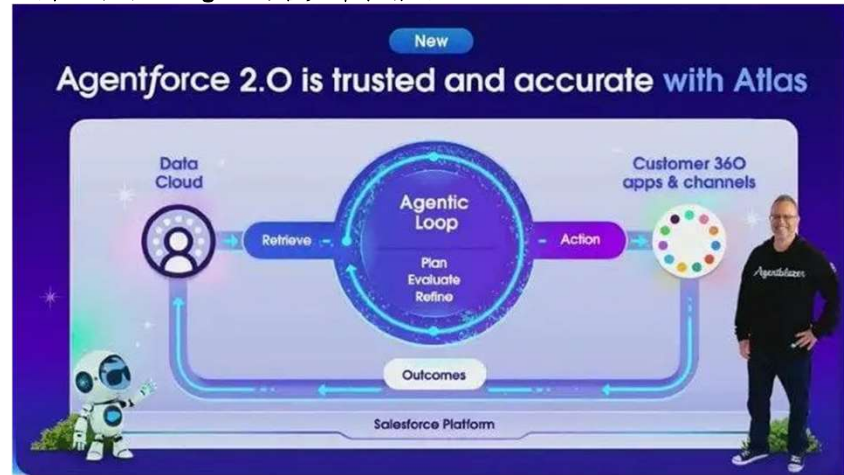 New
Agentforce 2.0 is trusted and accurate with Atlas
Data
Cloud
Customer 360
apps & channels
Agentic
Loop
Retrieve
Action
Plan
Evaluate
Refine
Agentblazer
Outcomes
Salesforce Platform